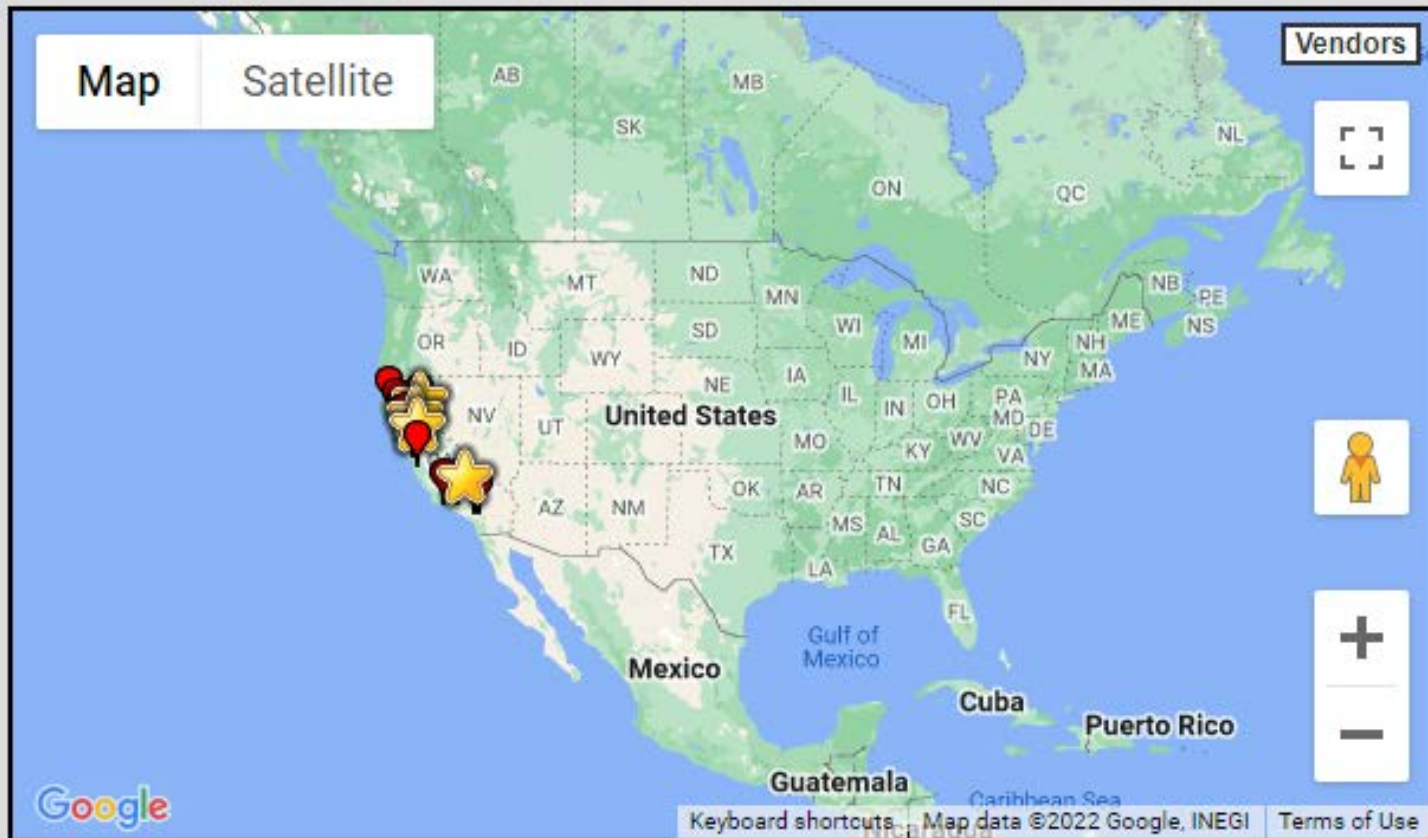 Vendors
Map Satellite
AB
MB
SK
NL
ON
QC
WA
MT
ND
MN
NB
PE
OR
ID
SD
WI
MI
ME
NS
WY
NY
NH
MA
NE
IA
NV
UT
United States
IL
IN
OH
PA
MD
DE
MO
KY
WV
VA
AZ
NM
OK
AR
TN
NC
TX
MS
AL
GA
SC
LA
FL
Gulf of
Mexico
Mexico
Cuba
Puerto Rico
Guatemala
Caribbean Sea
Nicaragua
Google
Keyboard shortcuts Map data ©2022 Google, INEGI Terms of Use